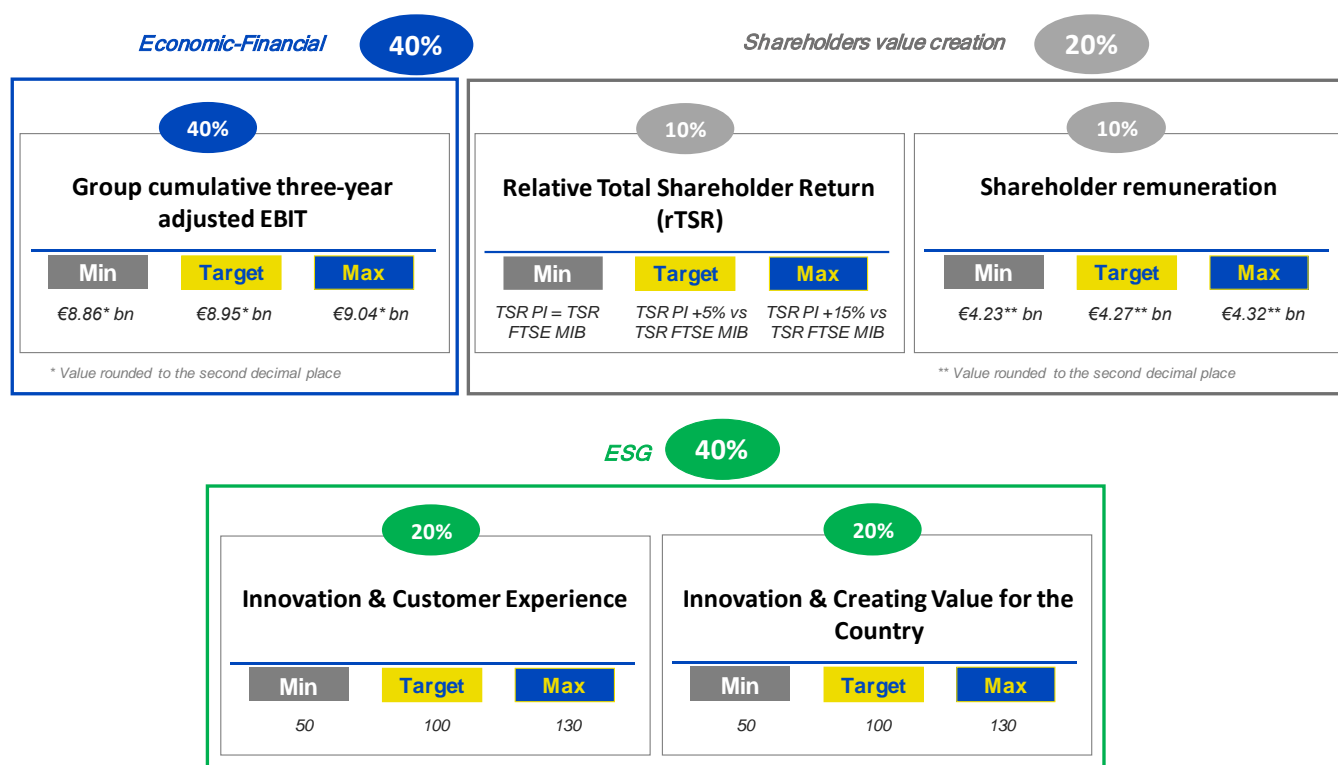 Economic-Financial 40%
Shareholders value creation 20%
40%
Group cumulative three-year
adjusted EBIT
Min Target Max
€8.86* bn €8.95* bn €9.04* bn
* Value rounded to the second decimal place
10%
Relative Total Shareholder Return
(rTSR)
Min Target Max
TSR PI = TSR TSR PI +5% vs TSR PI +15% vs
FTSE MIB TSR FTSE MIB TSR FTSE MIB
10%
Shareholder remuneration
Min Target Max
€4.23** bn €4.27** bn €4.32** bn
** Value rounded to the second decimal place
ESG 40%
20%
Innovation & Customer Experience
Min Target Max
50 100 130
20%
Innovation & Creating Value for the
Country
Min Target Max
50 100 130